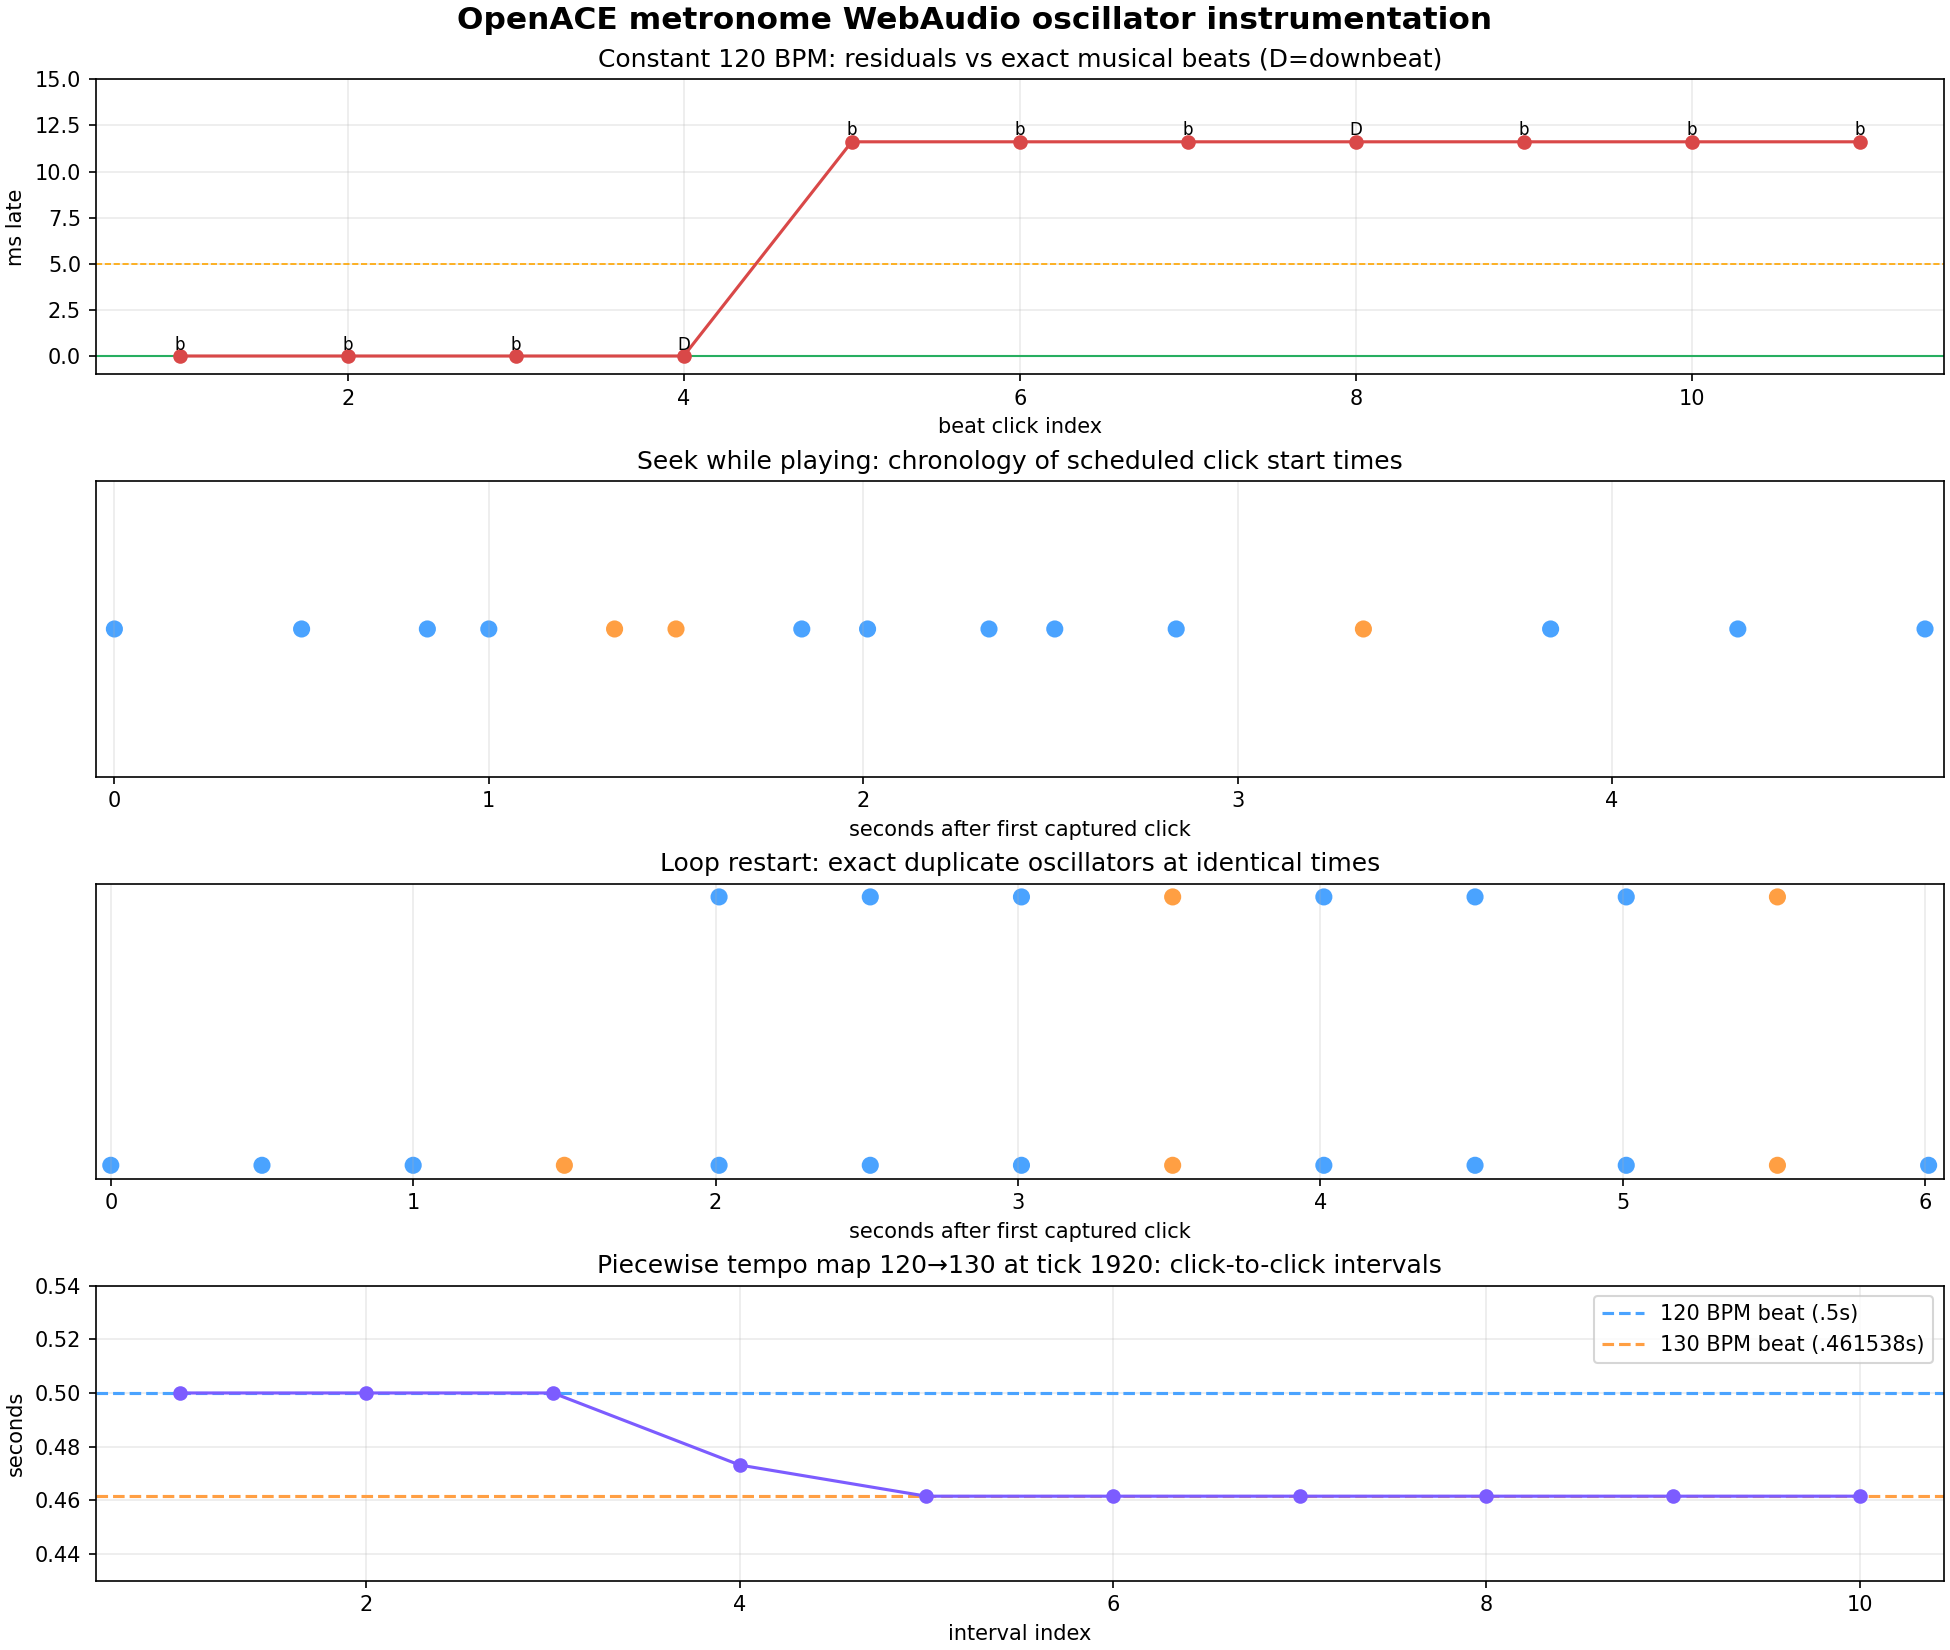 OpenACE metronome WebAudio oscillator instrumentation
Constant 120 BPM: residuals vs exact musical beats (D=downbeat)
15.0
12.5
10.0
7.5
5.0
2.5
0.0
ms late
b b b D b b b D b b b
2 4 6 8 10
beat click index
Seek while playing: chronology of scheduled click start times
0 1 2 3 4
seconds after first captured click
Loop restart: exact duplicate oscillators at identical times
0 1 2 3 4 5 6
seconds after first captured click
Piecewise tempo map 120→130 at tick 1920: click-to-click intervals
0.54
0.52
0.50
0.48
0.46
0.44
seconds
120 BPM beat (.5s)
130 BPM beat (.461538s)
2 4 6 8 10
interval index